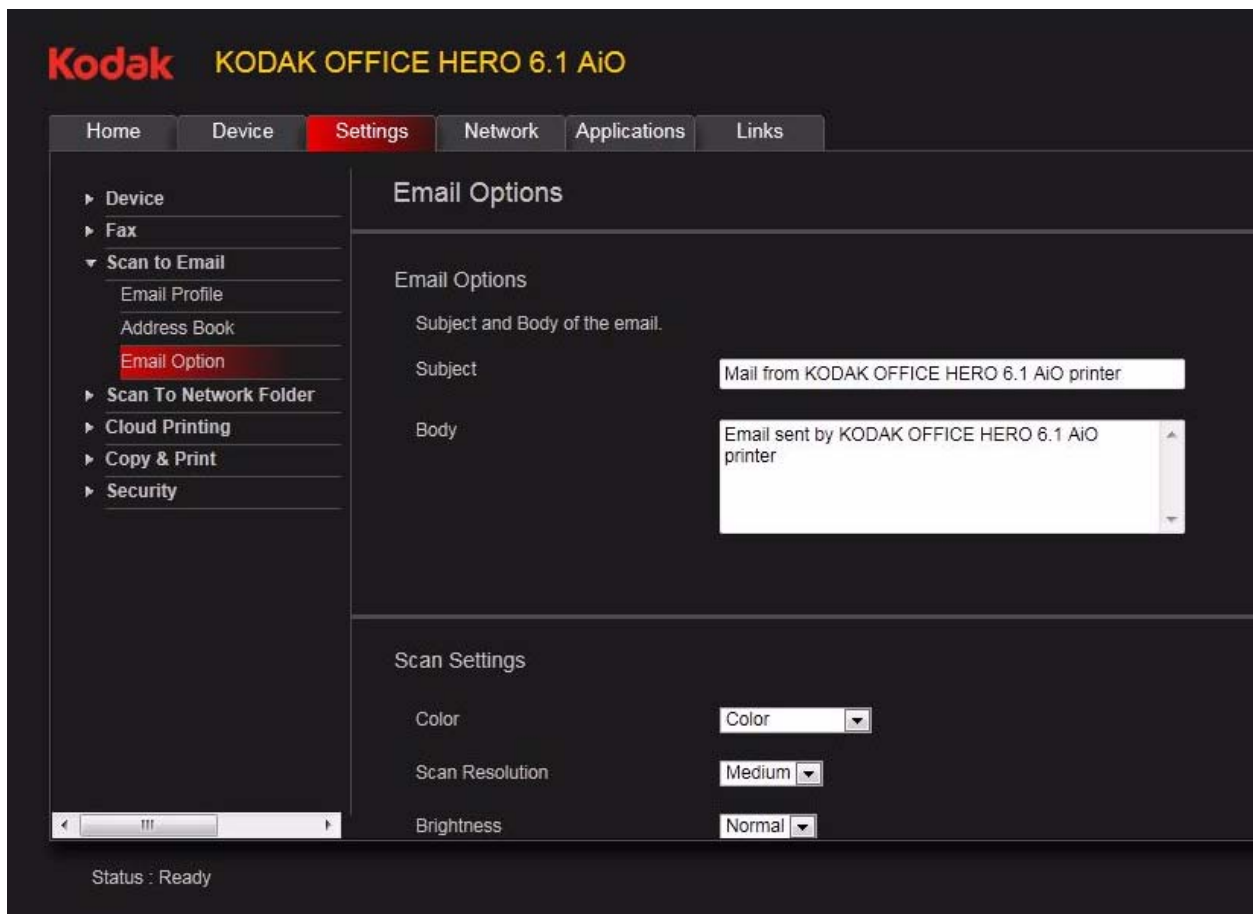 Kodak KODAK OFFICE HERO 6.1 AiO
Home Device Settings Network Applications Links
Device
Fax
Scan to Email
Email Profile
Address Book
Email Option
Scan To Network Folder
Cloud Printing
Copy & Print
Security
Email Options
Email Options
Subject and Body of the email.
Subject Mail from KODAK OFFICE HERO 6.1 AiO printer
Body Email sent by KODAK OFFICE HERO 6.1 AiO
printer
Scan Settings
Color Color
Scan Resolution Medium
Brightness Normal
Status : Ready